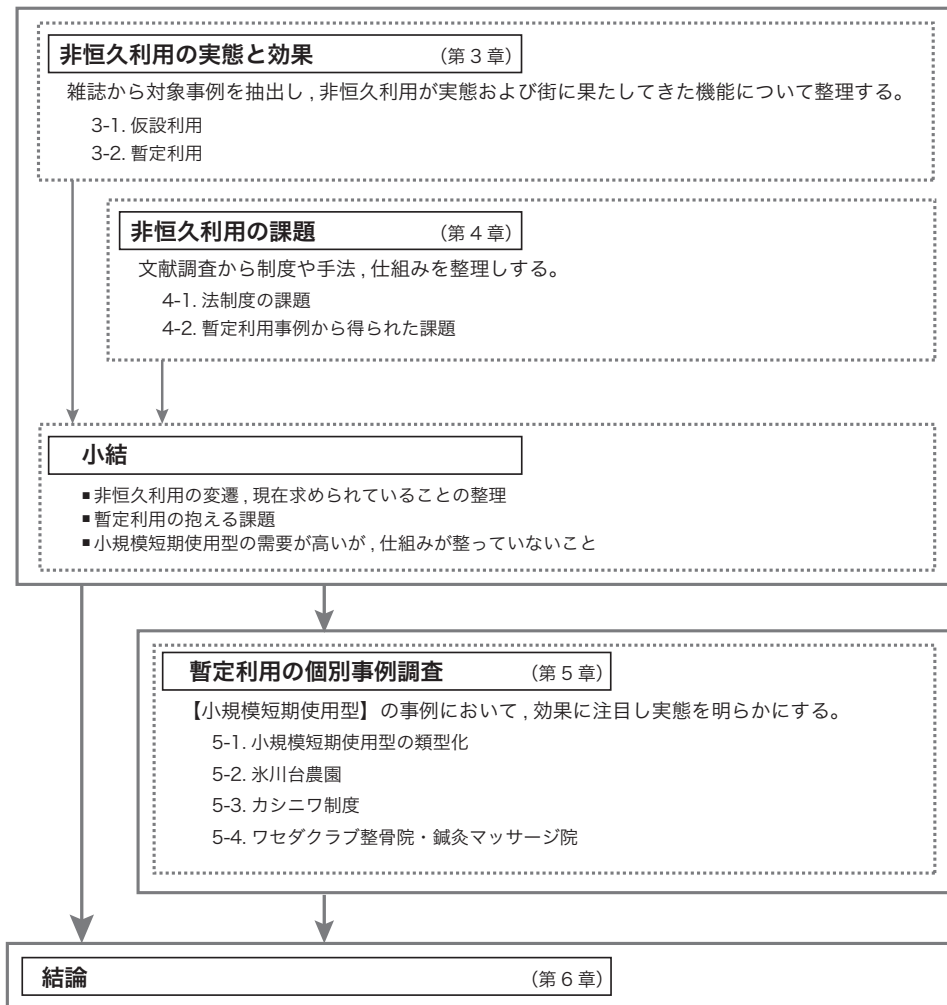 非恒久利用の実態と効果 (第 3 章)
雑誌から対象事例を抽出し , 非恒久利用が実態および街に果たしてきた機能について整理する。
3-1. 仮設利用
3-2. 暫定利用
非恒久利用の課題 (第 4 章)
文献調査から制度や手法 , 仕組みを整理しする。
4-1. 法制度の課題
4-2. 暫定利用事例から得られた課題
小結
■非恒久利用の変遷 , 現在求められていることの整理
■暫定利用の抱える課題
■小規模短期使用型の需要が高いが , 仕組みが整っていないこと
暫定利用の個別事例調査 (第 5 章)
【小規模短期使用型】の事例において , 効果に注目し実態を明らかにする。
5-1. 小規模短期使用型の類型化
5-2. 氷川台農園
5-3. カシニワ制度
5-4. ワセダクラブ整骨院・鍼灸マッサージ院
結論 (第 6 章)